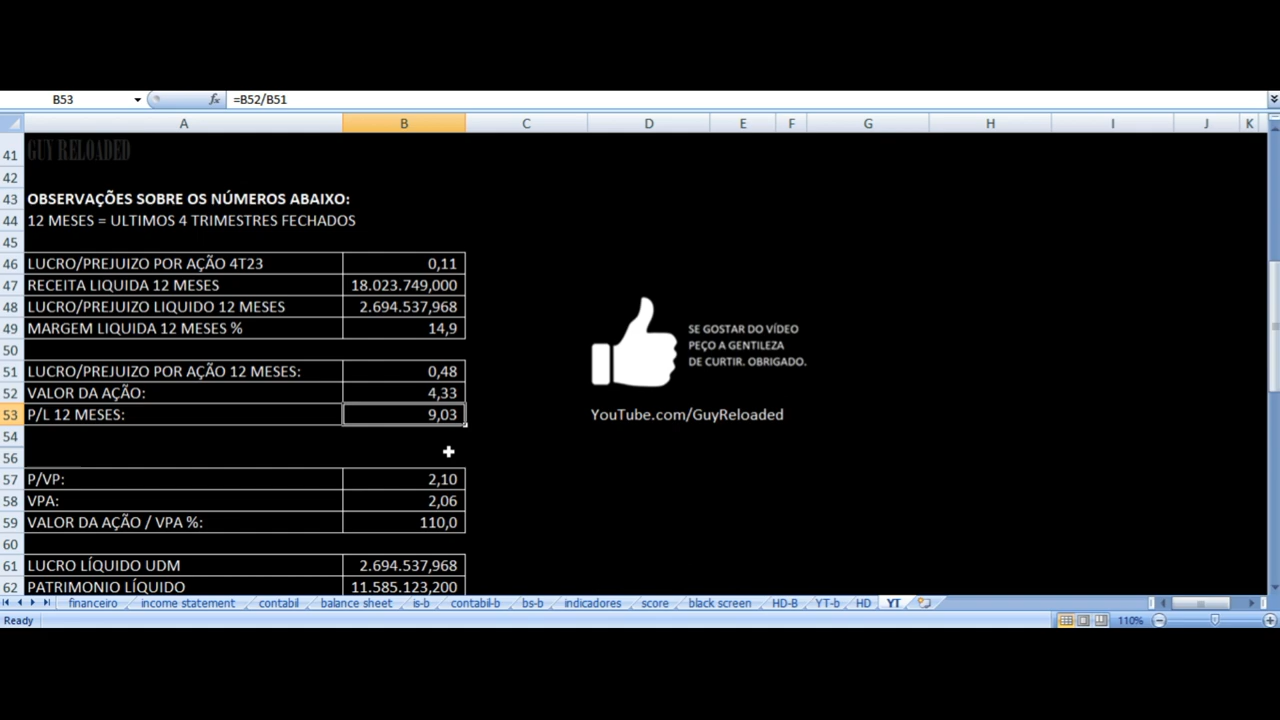 B53 fx =B52/B51
A B C D E F G H I J K
41 GUY RELOADED
42
43 OBSERVAÇÕES SOBRE OS NÚMEROS ABAIXO:
44 12 MESES = ULTIMOS 4 TRIMESTRES FECHADOS
45
46 LUCRO/PREJUIZO POR AÇÃO 4T23 0,11
47 RECEITA LIQUIDA 12 MESES 18.023.749,000
48 LUCRO/PREJUIZO LIQUIDO 12 MESES 2.694.537,968
49 MARGEM LIQUIDA 12 MESES % 14,9
50
51 LUCRO/PREJUIZO POR AÇÃO 12 MESES: 0,48
52 VALOR DA AÇÃO: 4,33
53 P/L 12 MESES: 9,03
54
56
57 P/VP: 2,10
58 VPA: 2,06
59 VALOR DA AÇÃO / VPA %: 110,0
60
61 LUCRO LÍQUIDO UDM 2.694.537,968
62 PATRIMONIO LÍQUIDO 11.585.123,200
SE GOSTAR DO VÍDEO
PEÇO A GENTILEZA
DE CURTIR. OBRIGADO.
YouTube.com/GuyReloaded
financeiro income statement contabil balance sheet is-b contabil-b bs-b indicadores score black screen HD-B YT-b HD YT
Ready 110%